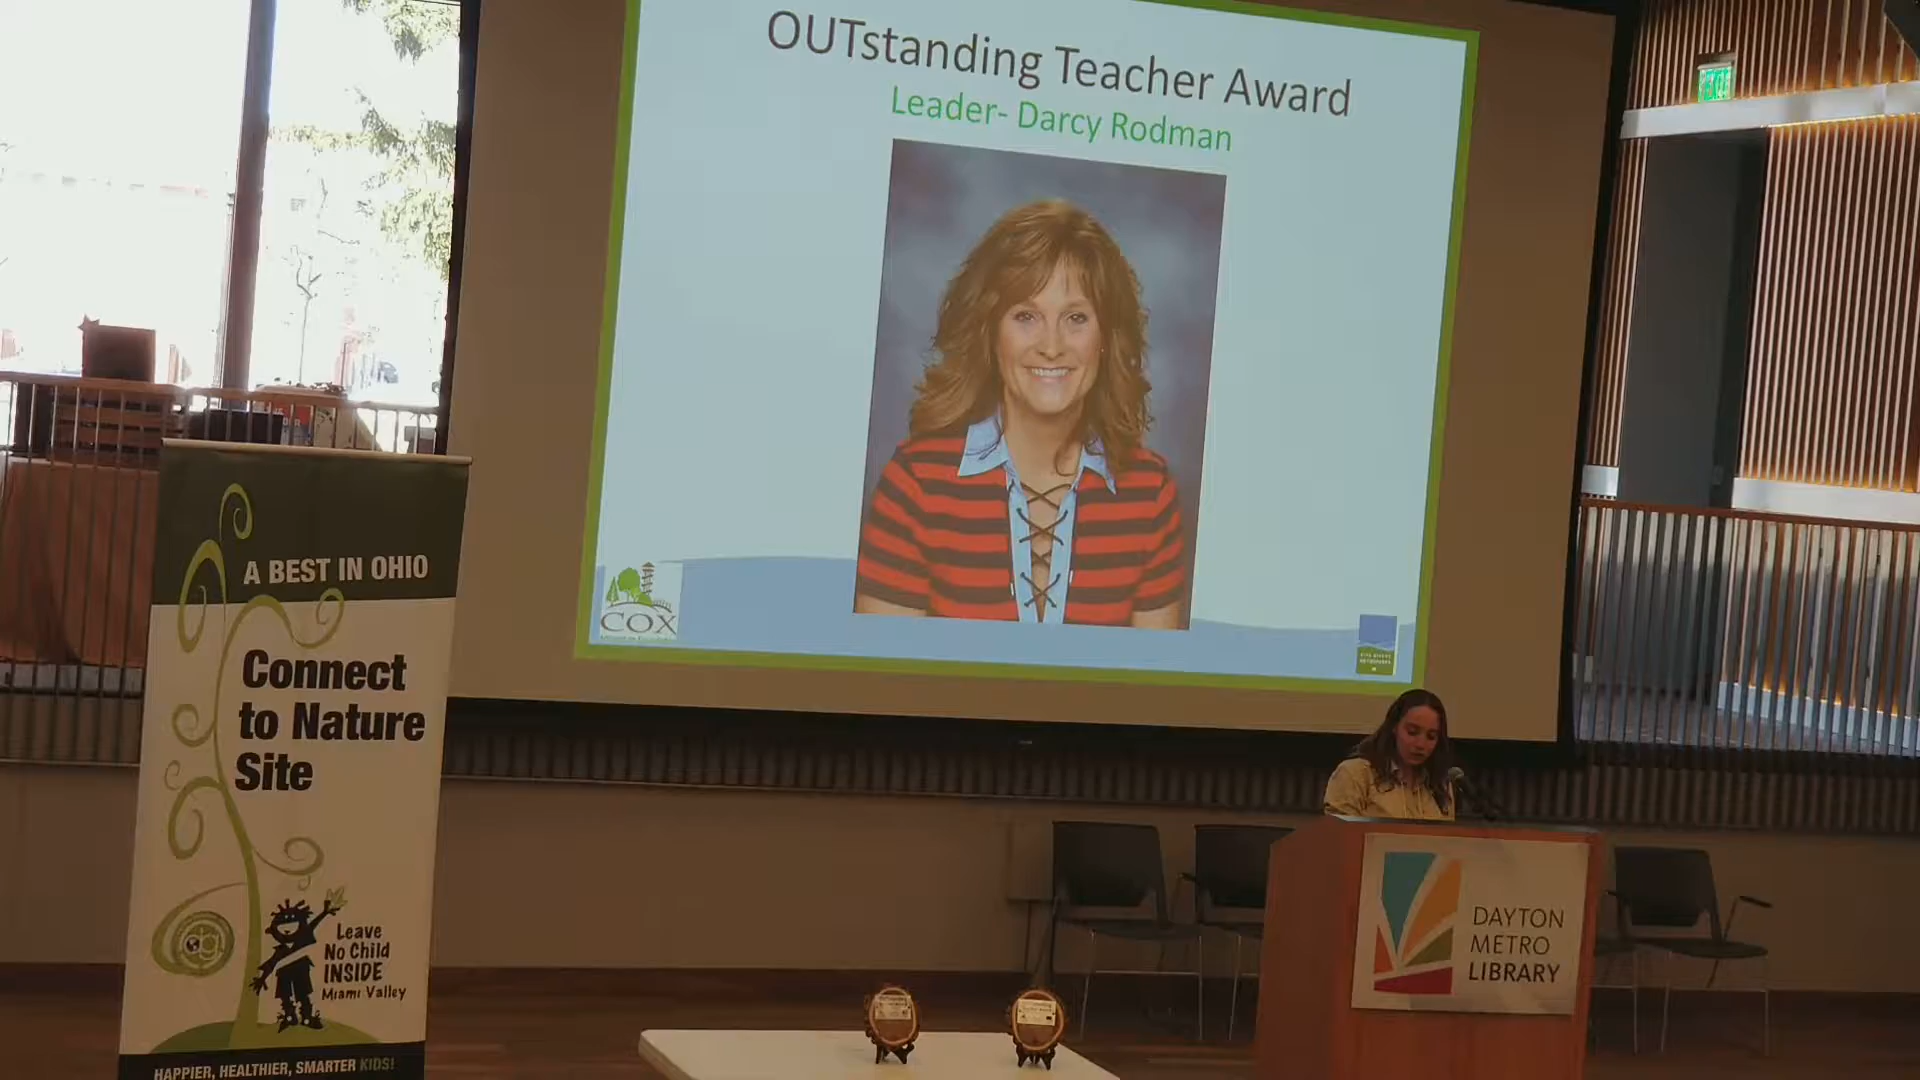 OUTstanding Teacher Award
Leader- Darcy Rodman
COX
EXIT
A BEST IN OHIO
Connect
to Nature
Site
Leave
No Child
INSIDE
Miami Valley
HAPPIER, HEALTHIER, SMARTER KIDS!
DAYTON
METRO
LIBRARY